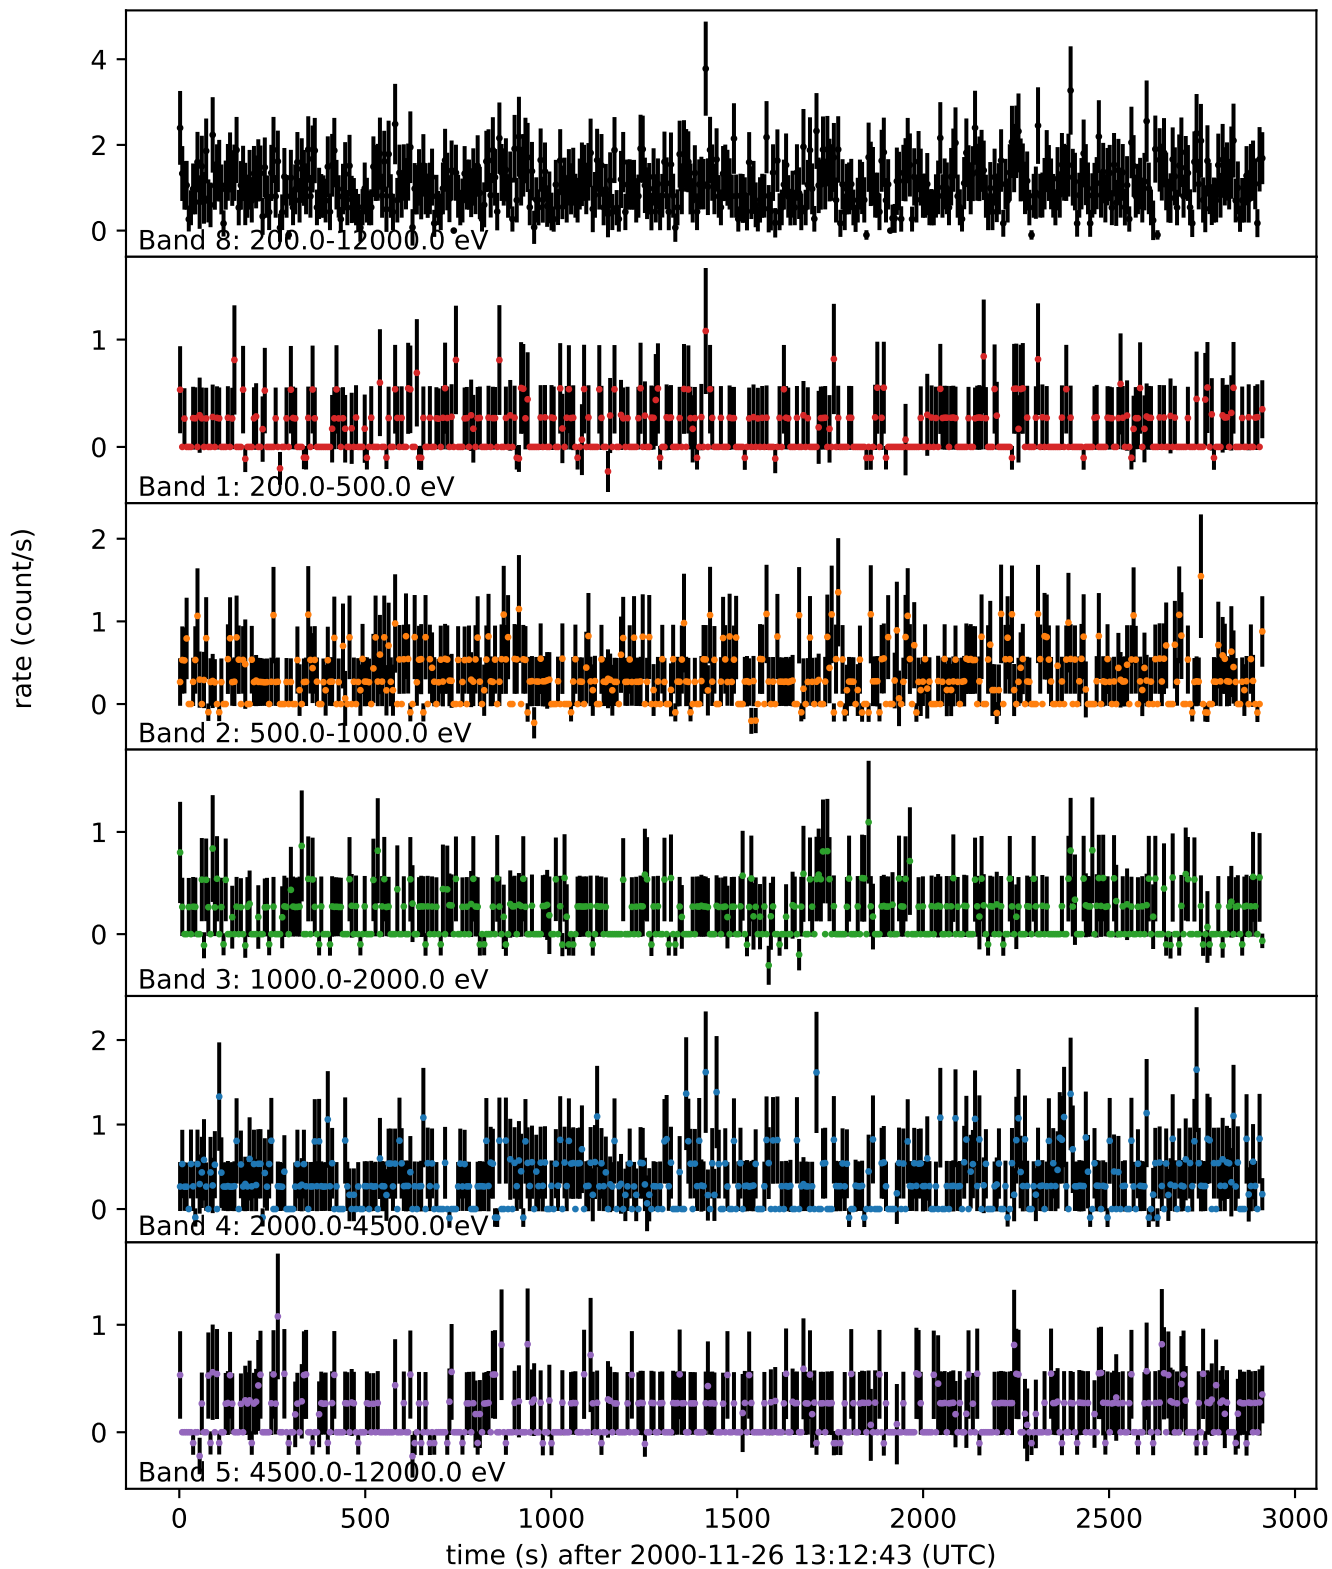 4
2
0
Band 8: 200.0-12000.0 eV
1
0
Band 1: 200.0-500.0 eV
2
1
0
Band 2: 500.0-1000.0 eV
rate (count/s)
1
0
Band 3: 1000.0-2000.0 eV
2
1
0
Band 4: 2000.0-4500.0 eV
1
0
Band 5: 4500.0-12000.0 eV
0 500 1000 1500 2000 2500 3000
time (s) after 2000-11-26 13:12:43 (UTC)